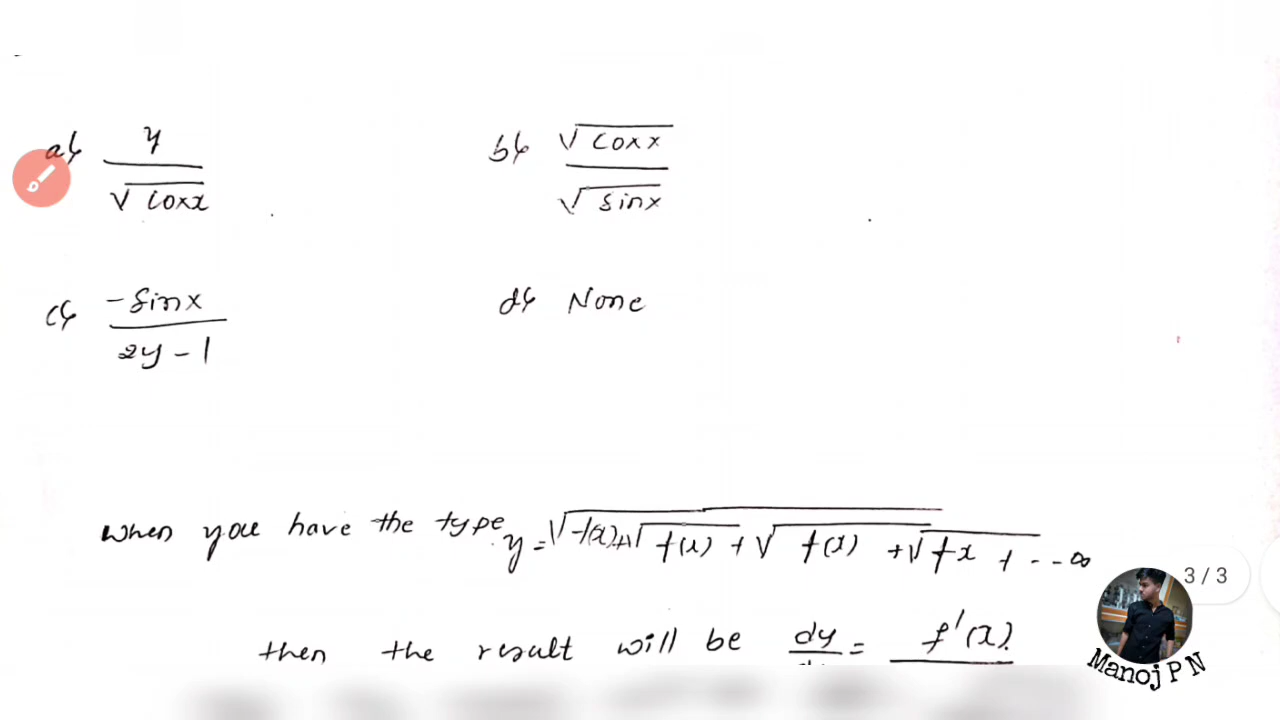 a) y / √cosx
b) √cosx / √sinx
c) -sinx / 2y - 1
d) None
When you have the type y = √f(x)+√f(x) + √f(x) + √fx + - - ∞
then the result will be dy = f'(x)
3 / 3
Manoj P N